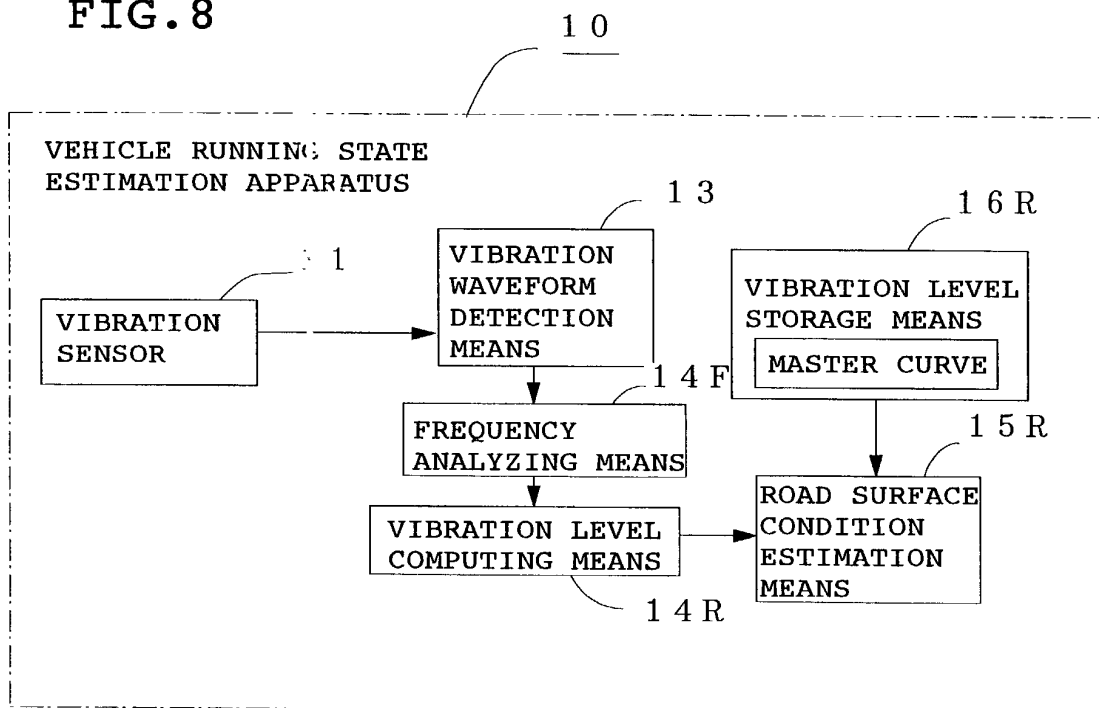 FIG.8
10
VEHICLE RUNNING STATE
ESTIMATION APPARATUS
13
16R
VIBRATION
SENSOR
VIBRATION
WAVEFORM
DETECTION
MEANS
VIBRATION LEVEL
STORAGE MEANS
MASTER CURVE
14F
FREQUENCY
ANALYZING MEANS
15R
VIBRATION LEVEL
COMPUTING MEANS
ROAD SURFACE
CONDITION
ESTIMATION
MEANS
14R